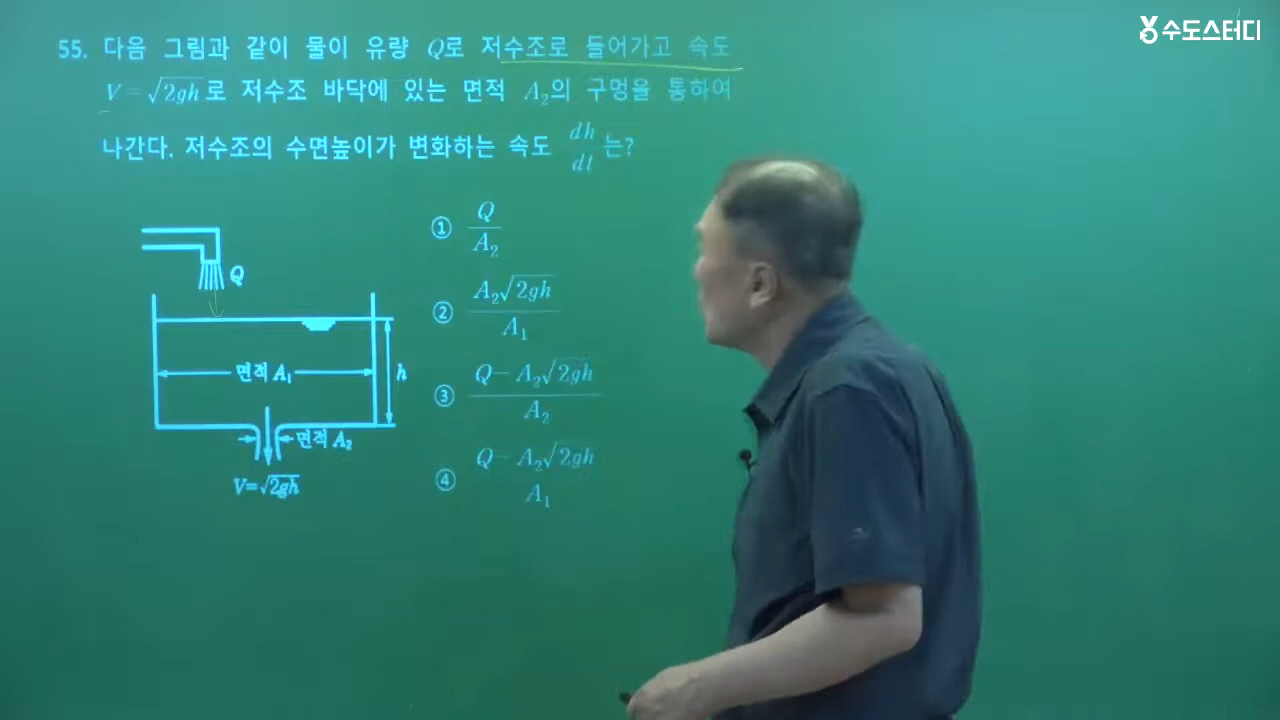 수도스터디
55. 다음 그림과 같이 물이 유량 Q로 저수조로 들어가고 속도
V = √2gh로 저수조 바닥에 있는 면적 A₂의 구멍을 통하여
나간다. 저수조의 수면높이가 변화하는 속도 dh/dt 는?
Q
면적 A₁
h
면적 A₂
V=√2gh
① Q/A₂
② A₂√2gh/A₁
③ Q − A₂√2gh/A₂
④ Q − A₂√2gh/A₁